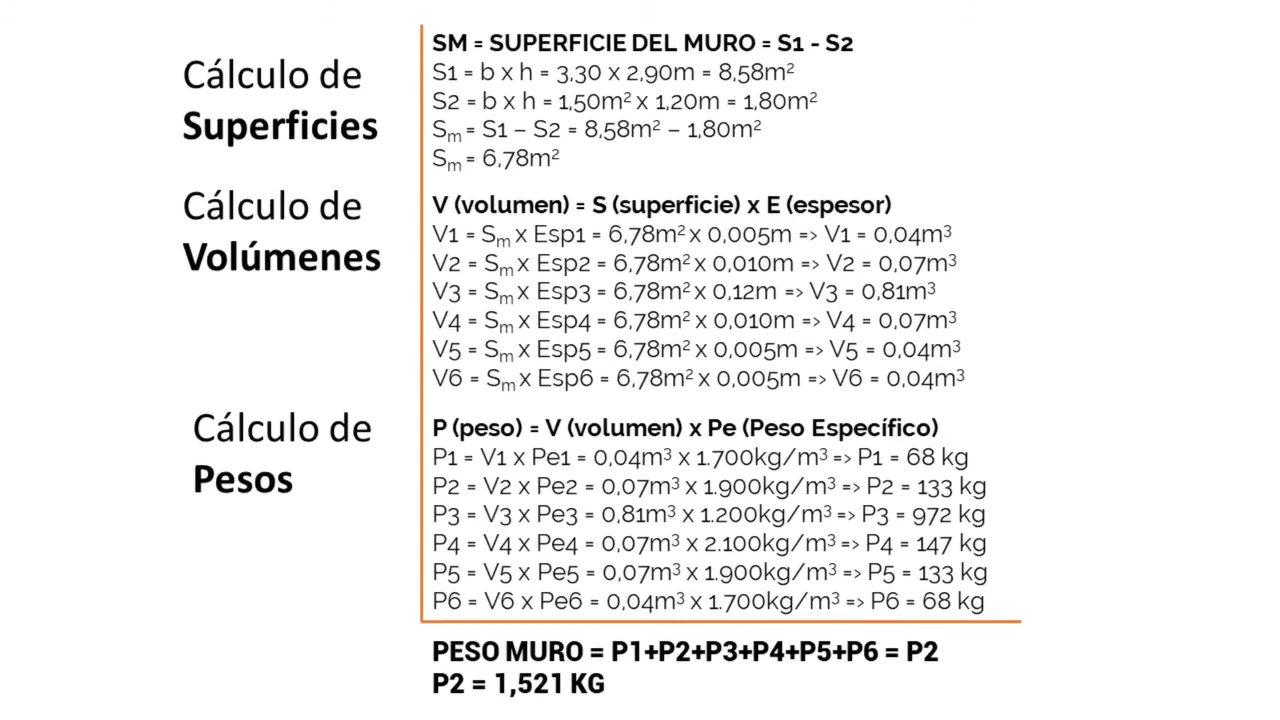 Cálculo de
Superficies
SM = SUPERFICIE DEL MURO = S1 - S2
S1 = b x h = 3,30 x 2,90m = 8,58m²
S2 = b x h = 1,50m² x 1,20m = 1,80m²
Sm = S1 – S2 = 8,58m² – 1,80m²
Sm = 6,78m²
Cálculo de
Volúmenes
V (volumen) = S (superficie) x E (espesor)
V1 = Sm x Esp1 = 6,78m² x 0,005m => V1 = 0,04m³
V2 = Sm x Esp2 = 6,78m² x 0,010m => V2 = 0,07m³
V3 = Sm x Esp3 = 6,78m² x 0,12m => V3 = 0,81m³
V4 = Sm x Esp4 = 6,78m² x 0,010m => V4 = 0,07m³
V5 = Sm x Esp5 = 6,78m² x 0,005m => V5 = 0,04m³
V6 = Sm x Esp6 = 6,78m² x 0,005m => V6 = 0,04m³
Cálculo de
Pesos
P (peso) = V (volumen) x Pe (Peso Específico)
P1 = V1 x Pe1 = 0,04m³ x 1.700kg/m³ => P1 = 68 kg
P2 = V2 x Pe2 = 0,07m³ x 1.900kg/m³ => P2 = 133 kg
P3 = V3 x Pe3 = 0,81m³ x 1.200kg/m³ => P3 = 972 kg
P4 = V4 x Pe4 = 0,07m³ x 2.100kg/m³ => P4 = 147 kg
P5 = V5 x Pe5 = 0,07m³ x 1.900kg/m³ => P5 = 133 kg
P6 = V6 x Pe6 = 0,04m³ x 1.700kg/m³ => P6 = 68 kg
PESO MURO = P1+P2+P3+P4+P5+P6 = P2
P2 = 1,521 KG